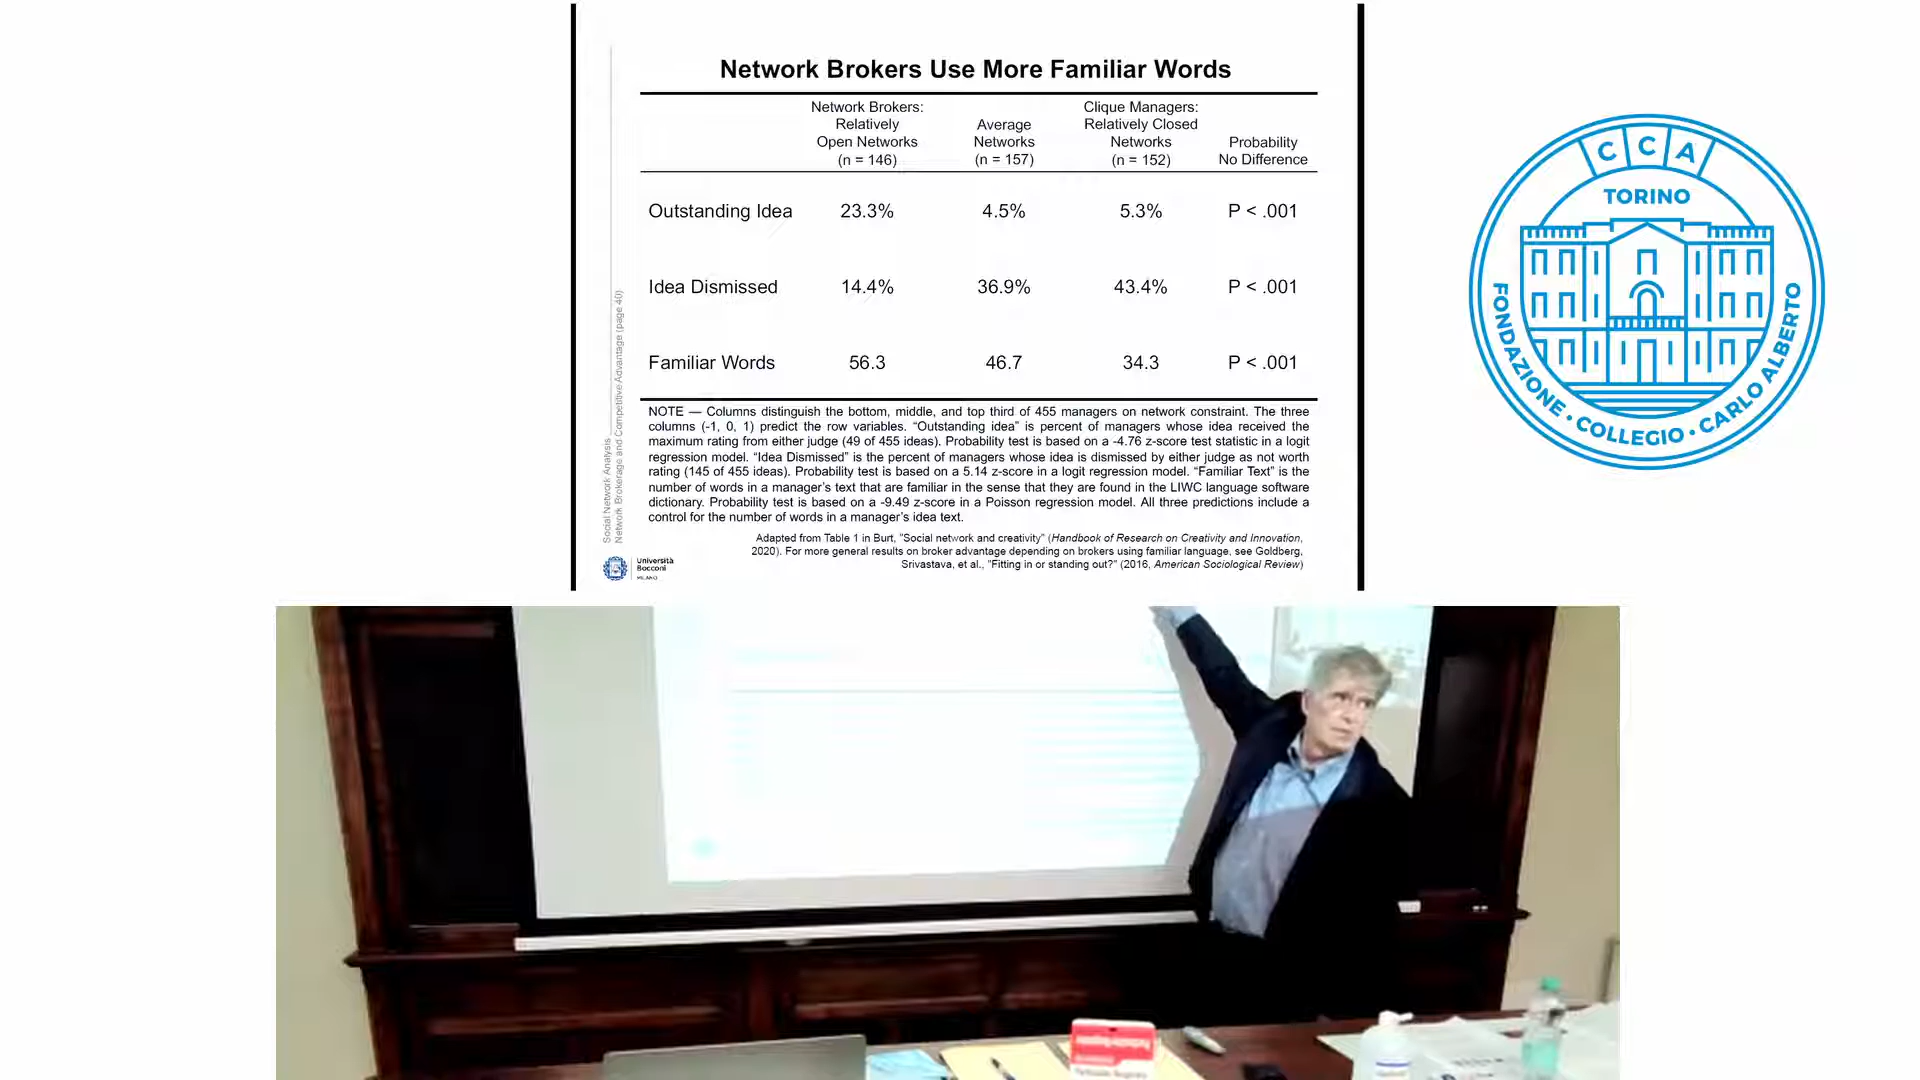 Network Brokers Use More Familiar Words
Network Brokers:
Relatively
Open Networks
(n = 146)
Average
Networks
(n = 157)
Clique Managers:
Relatively Closed
Networks
(n = 152)
Probability
No Difference
Outstanding Idea 23.3% 4.5% 5.3% P < .001
Idea Dismissed 14.4% 36.9% 43.4% P < .001
Familiar Words 56.3 46.7 34.3 P < .001
NOTE — Columns distinguish the bottom, middle, and top third of 455 managers on network constraint. The three
columns (-1, 0, 1) predict the row variables. “Outstanding idea” is percent of managers whose idea received the
maximum rating from either judge (49 of 455 ideas). Probability test is based on a -4.76 z-score test statistic in a logit
regression model. “Idea Dismissed” is the percent of managers whose idea is dismissed by either judge as not worth
rating (145 of 455 ideas). Probability test is based on a 5.14 z-score in a logit regression model. “Familiar Text” is the
number of words in a manager’s text that are familiar in the sense that they are found in the LIWC language software
dictionary. Probability test is based on a -9.49 z-score in a Poisson regression model. All three predictions include a
control for the number of words in a manager’s idea text.
Adapted from Table 1 in Burt, "Social network and creativity" (Handbook of Research on Creativity and Innovation,
2020). For more general results on broker advantage depending on brokers using familiar language, see Goldberg,
Srivastava, et al., "Fitting in or standing out?" (2016, American Sociological Review)
Social Network Analysis
Network Brokerage and Competitive Advantage (page 40)
Università
Bocconi
MILANO
CCA
TORINO
FONDAZIONE • COLLEGIO • CARLO ALBERTO